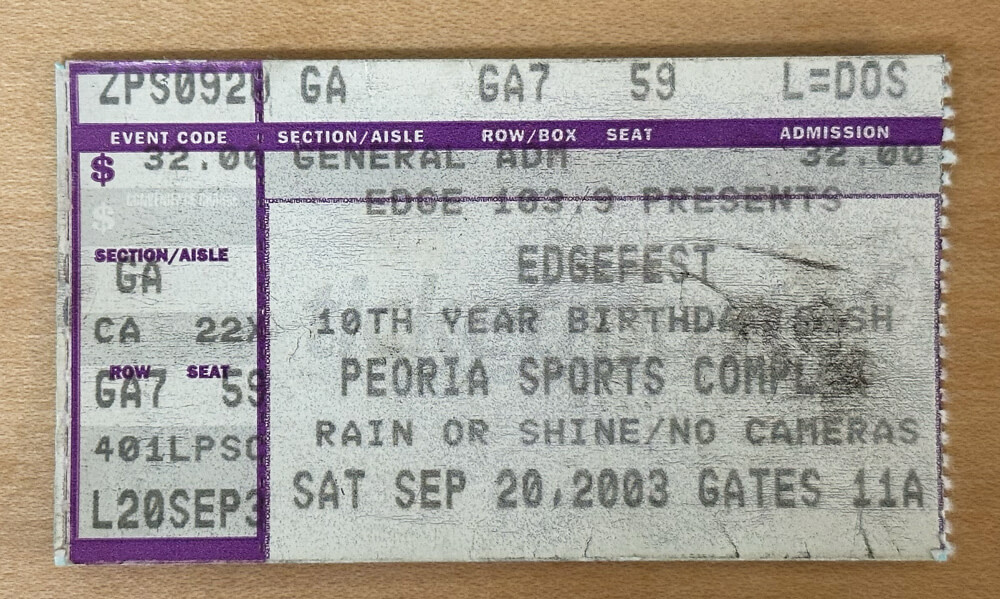 ZPS0920 GA GA7 59 L=DOS
EVENT CODE SECTION/AISLE ROW/BOX SEAT ADMISSION
$ 32.00 GENERAL ADM 32.00
EDGE 103.9 PRESENTS
$
SECTION/AISLE EDGEFEST
GA
CA 22X 10TH YEAR BIRTHDA
ROW SEAT PEORIA SPORTS COMPLEX
GA7 59
401LPSC RAIN OR SHINE/NO CAMERAS
L20SEP3 SAT SEP 20,2003 GATES 11A